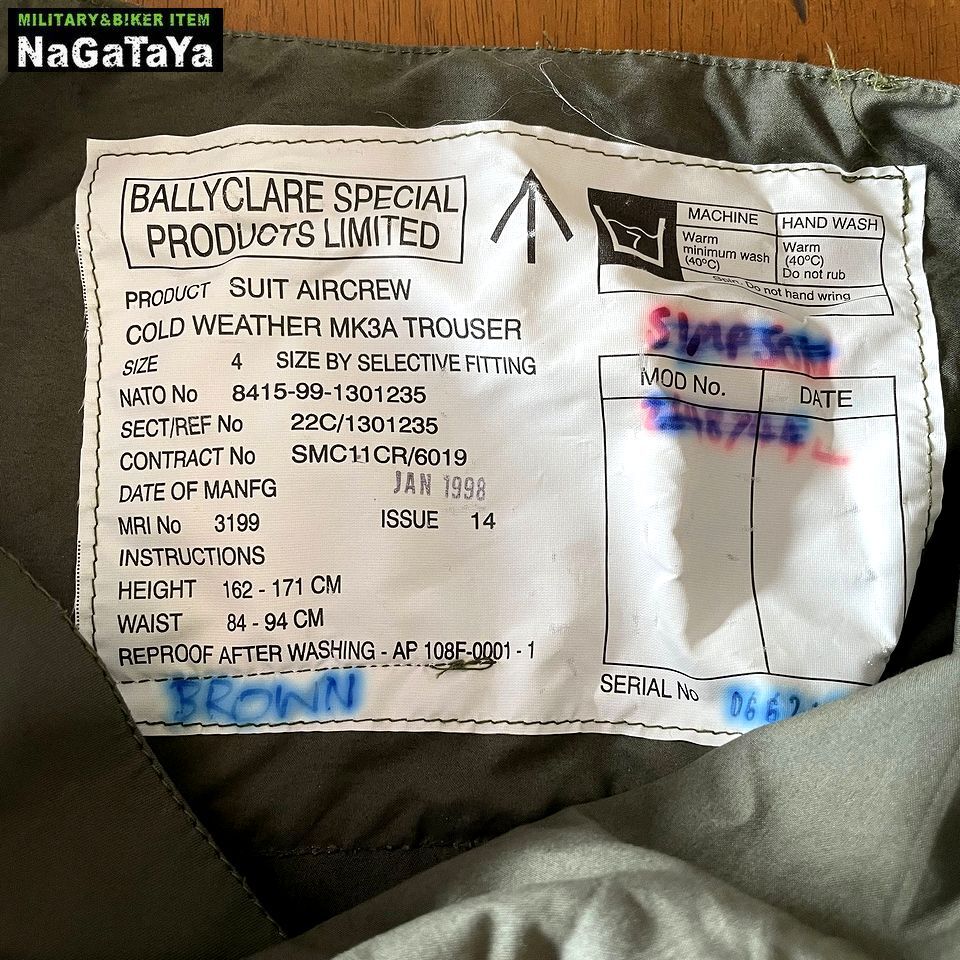 MILITARY&BIKER ITEM
NaGaTaYa
BALLYCLARE SPECIAL
PRODUCTS LIMITED
PRODUCT SUIT AIRCREW
COLD WEATHER MK3A TROUSER
SIZE 4 SIZE BY SELECTIVE FITTING
NATO No 8415-99-1301235
SECT/REF No 22C/1301235
CONTRACT No SMC11CR/6019
DATE OF MANFG JAN 1998
MRI No 3199 ISSUE 14
INSTRUCTIONS
HEIGHT 162 - 171 CM
WAIST 84 - 94 CM
REPROOF AFTER WASHING - AP 108F-0001 - 1
BROWN
7
MACHINE HAND WASH
Warm
minimum wash
(40°C)
Warm
(40°C)
Do not rub
Spin. Do not hand wring
SIMPSON
MOD No. DATE
SERIAL No